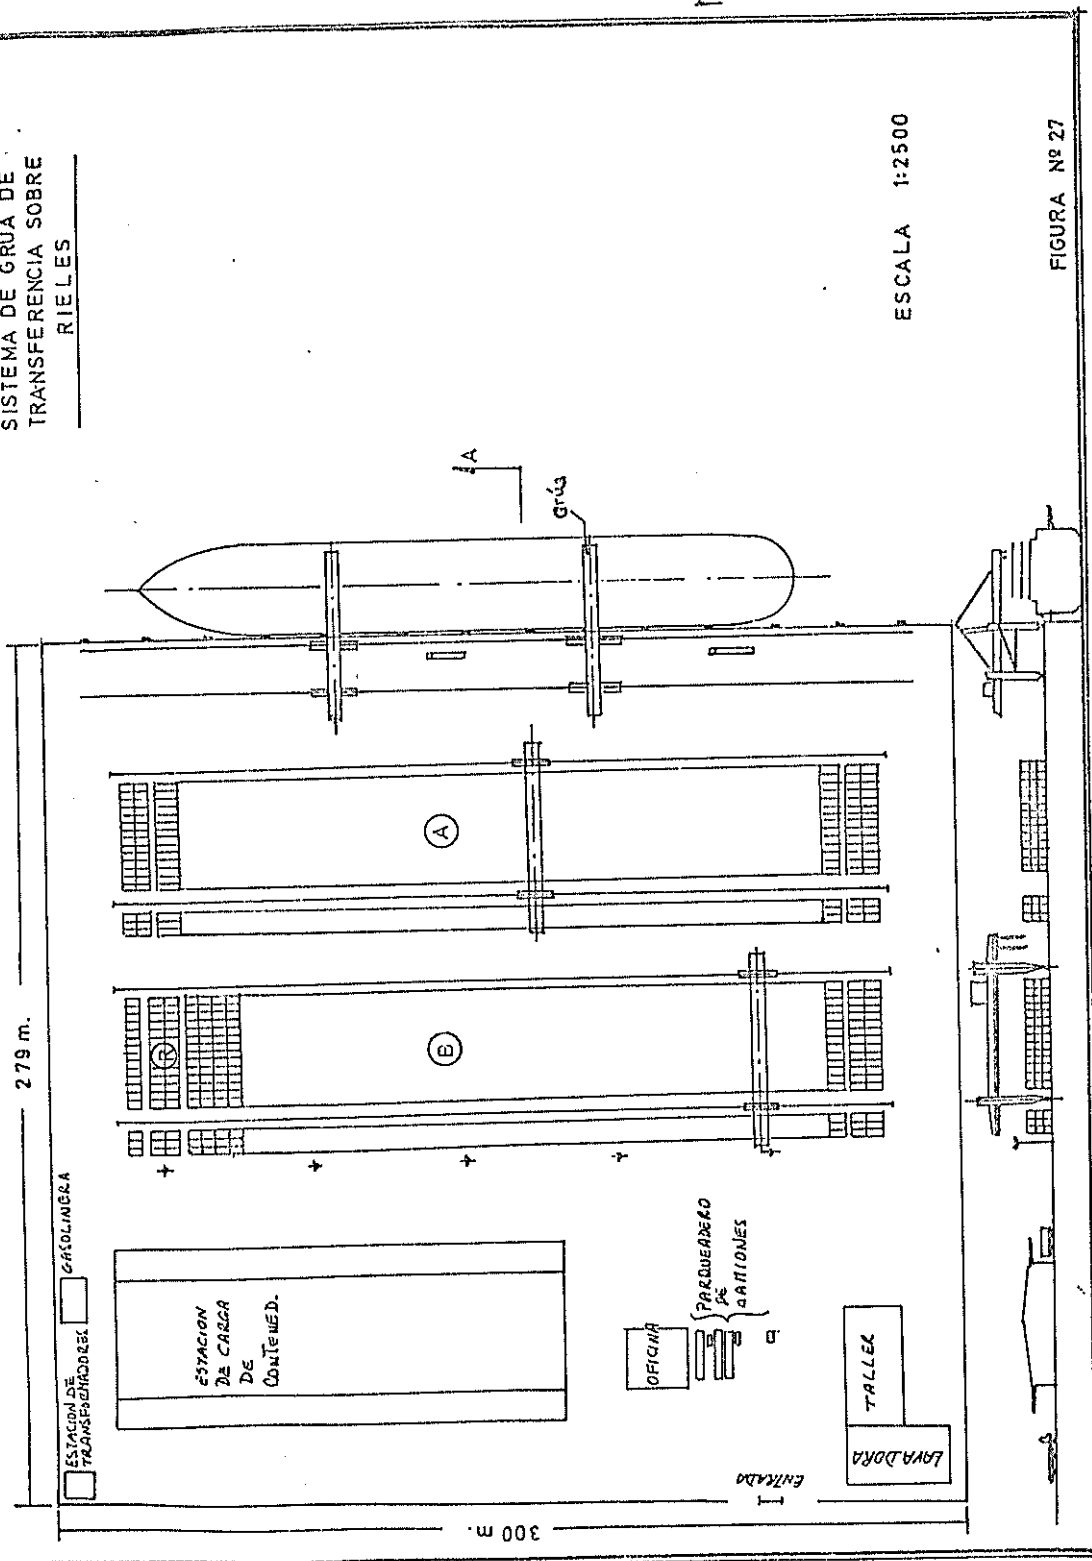 SISTEMA DE GRUA DE
TRANSFERENCIA SOBRE
RIELES
279 m.
300 m.
ESTACION DE
TRANSFORMADORES
GASOLINERA
ESTACION
DE CARGA
DE
CONTENED.
R
B
A
A
Grúa
OFICINA
PARQUEADERO
DE
CAMIONES
ENTRADA
LAVADORA
TALLER
ESCALA 1:2500
FIGURA Nº 27